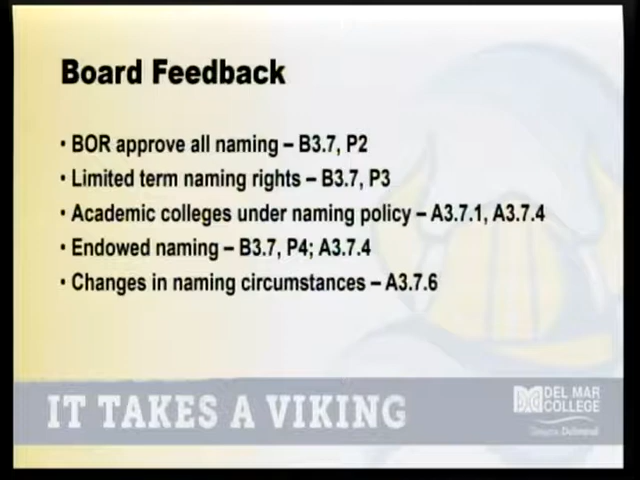 Board Feedback
• BOR approve all naming – B3.7, P2
• Limited term naming rights – B3.7, P3
• Academic colleges under naming policy – A3.7.1, A3.7.4
• Endowed naming – B3.7, P4; A3.7.4
• Changes in naming circumstances – A3.7.6
IT TAKES A VIKING
DEL MAR
COLLEGE